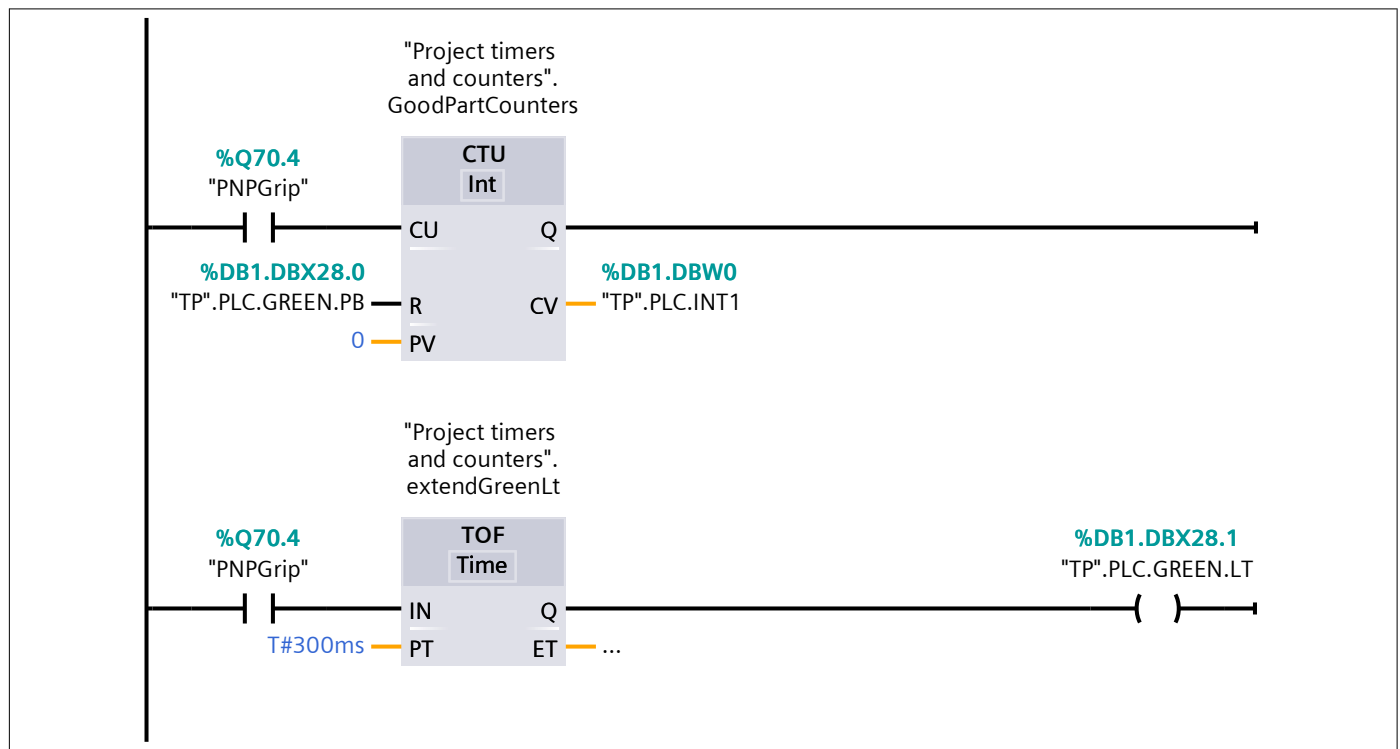 "Project timers
and counters".
GoodPartCounters
CTU
Int
%Q70.4
"PNPGrip"
CU Q
%DB1.DBX28.0
"TP".PLC.GREEN.PB R
CV
%DB1.DBW0
"TP".PLC.INT1
0 PV
"Project timers
and counters".
extendGreenLt
TOF
Time
%Q70.4
"PNPGrip"
IN Q
%DB1.DBX28.1
"TP".PLC.GREEN.LT
T#300ms PT ET ...